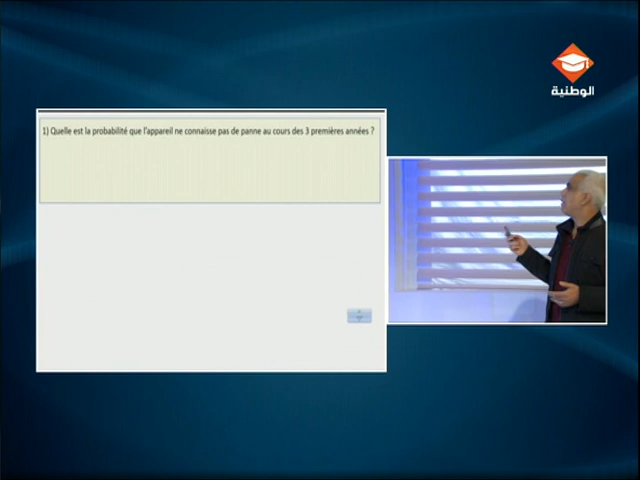 الوطنية
1) Quelle est la probabilité que l'appareil ne connaisse pas de panne au cours des 3 premières années ?